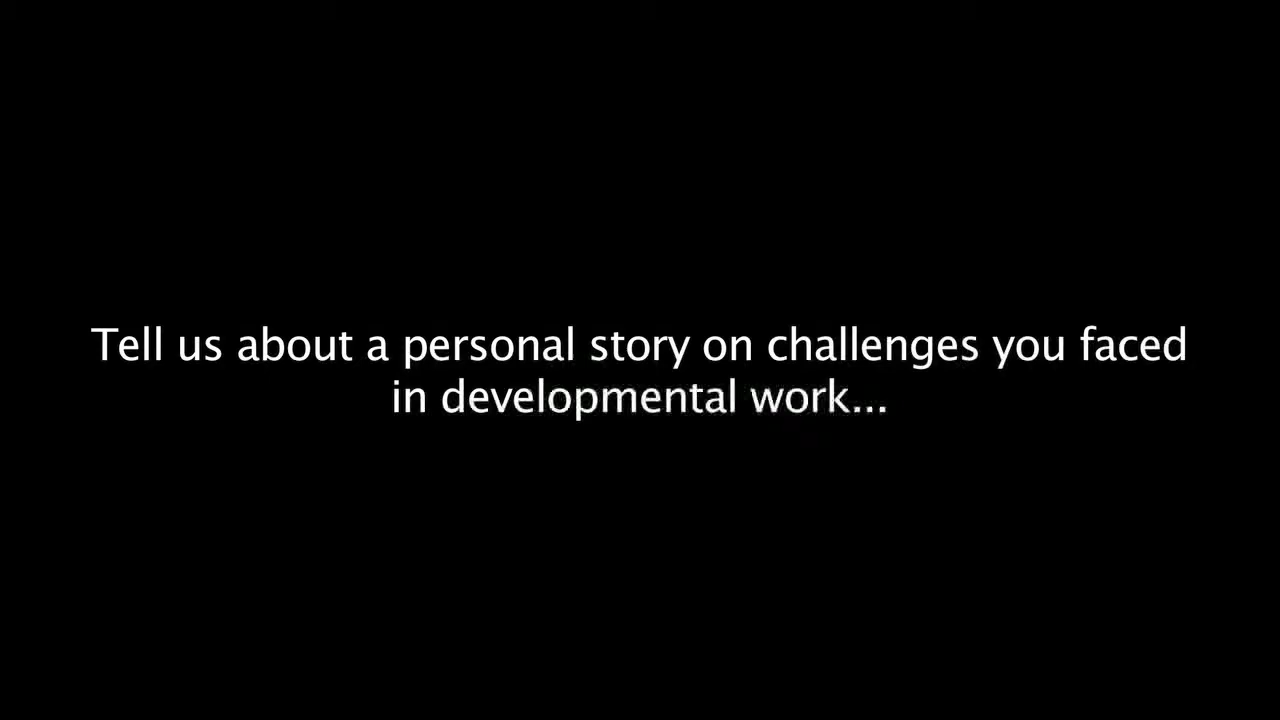 Tell us about a personal story on challenges you faced
in developmental work...